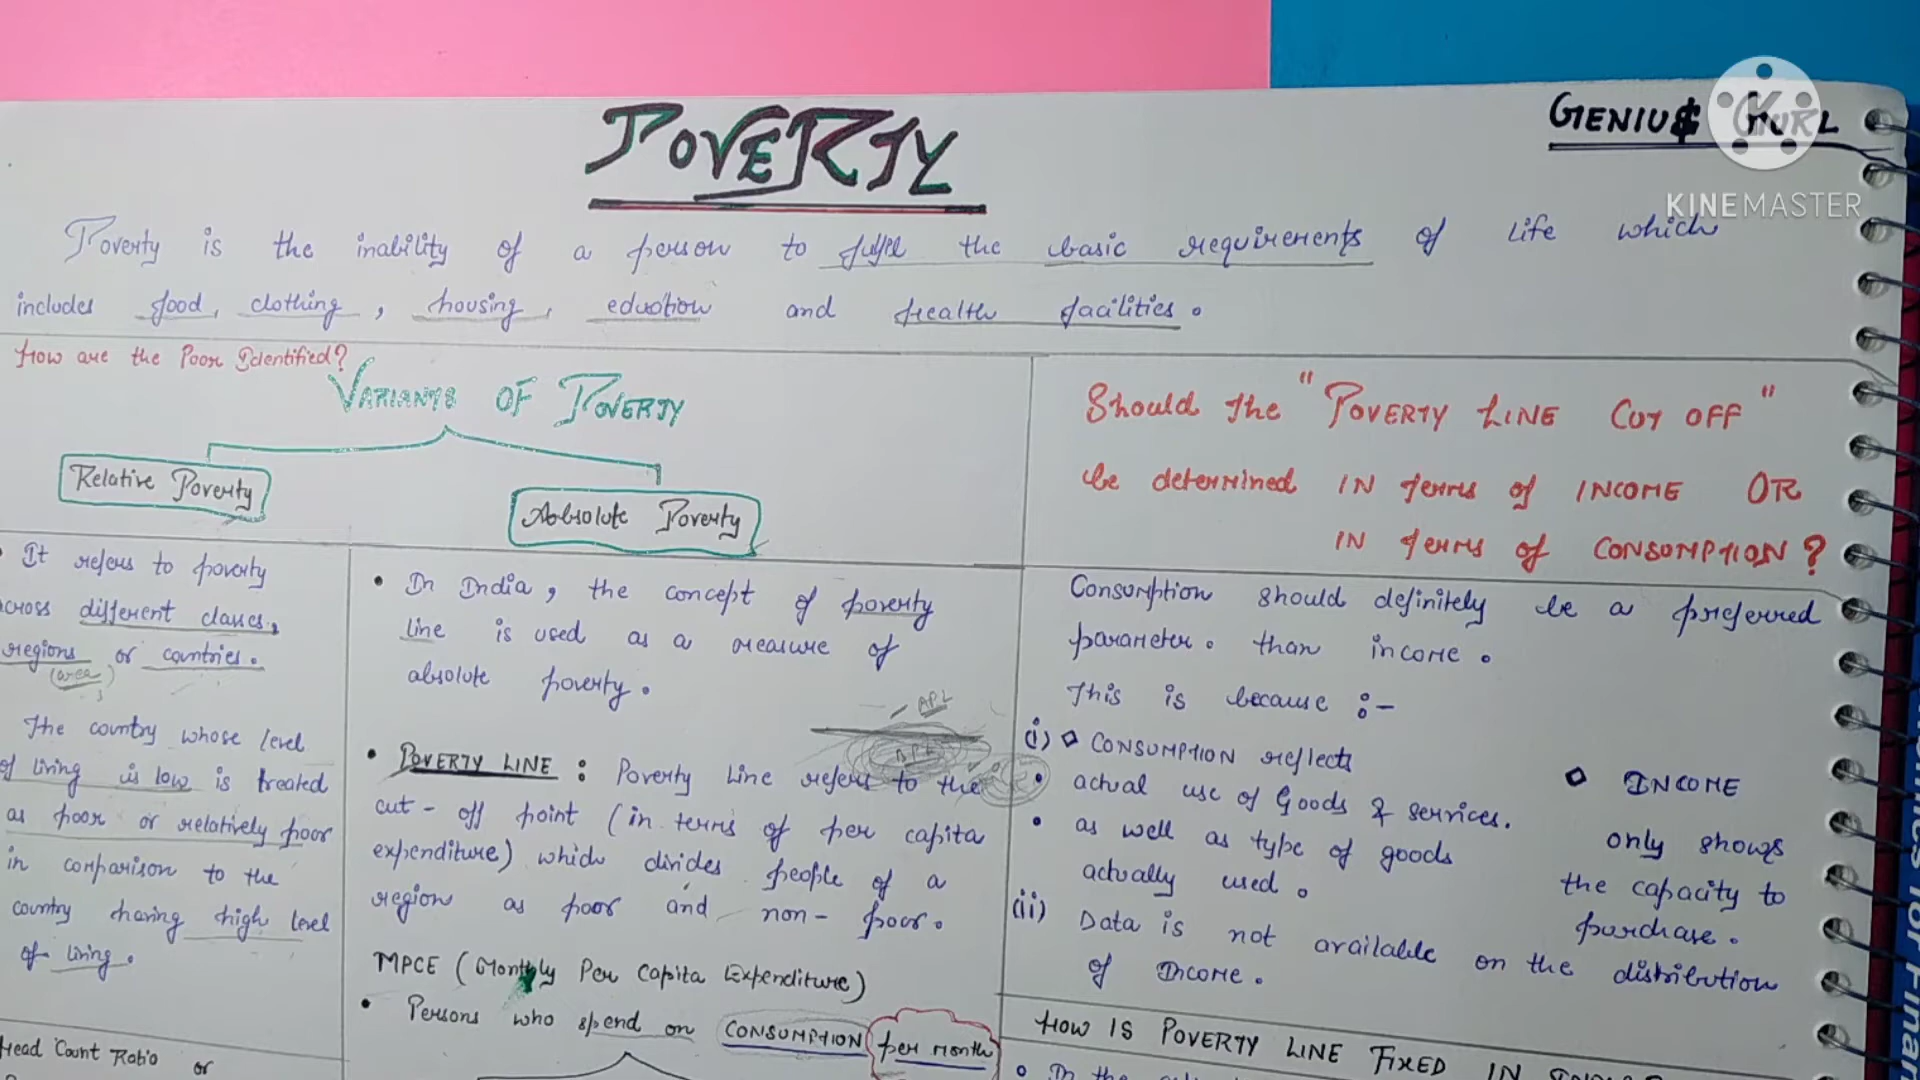 POVERTY
GENIUS
KINEMASTER
Poverty is the inability of a person to fulfil the basic requirements of life which
includes food, clothing, housing, eduction and health facilities.
How are the Poor Identified?
VARIANTS OF POVERTY
Relative Poverty
Absolute Poverty
It refers to poverty
across different classes,
regions or countries.
(area)
The country whose level
of living is low is treated
as poor or relatively poor
in comparison to the
country having high level
of living.
Head Count Ratio or
• In India, the concept of poverty
line is used as a measure of
absolute poverty.
APL
BPL
• POVERTY LINE : Poverty Line refers to the
cut-off point (in terms of per capita
expenditure) which divides people of a
region as poor and non-poor.
MPCE (Monthly Per Capita Expenditure)
• Persons who spend on CONSUMPTION per month
Should the "POVERTY LINE CUT OFF"
be determined IN terms of INCOME OR
IN terms of CONSUMPTION?
Consumption should definitely be a preferred
parameter. than income.
This is because :-
(i) CONSUMPTION reflects
• actual use of Goods & services.
• as well as type of goods
actually used.
INCOME
only shows
the capacity to
purchase.
(ii) Data is not available on the distribution
of Income.
HOW IS POVERTY LINE FIXED IN
In the